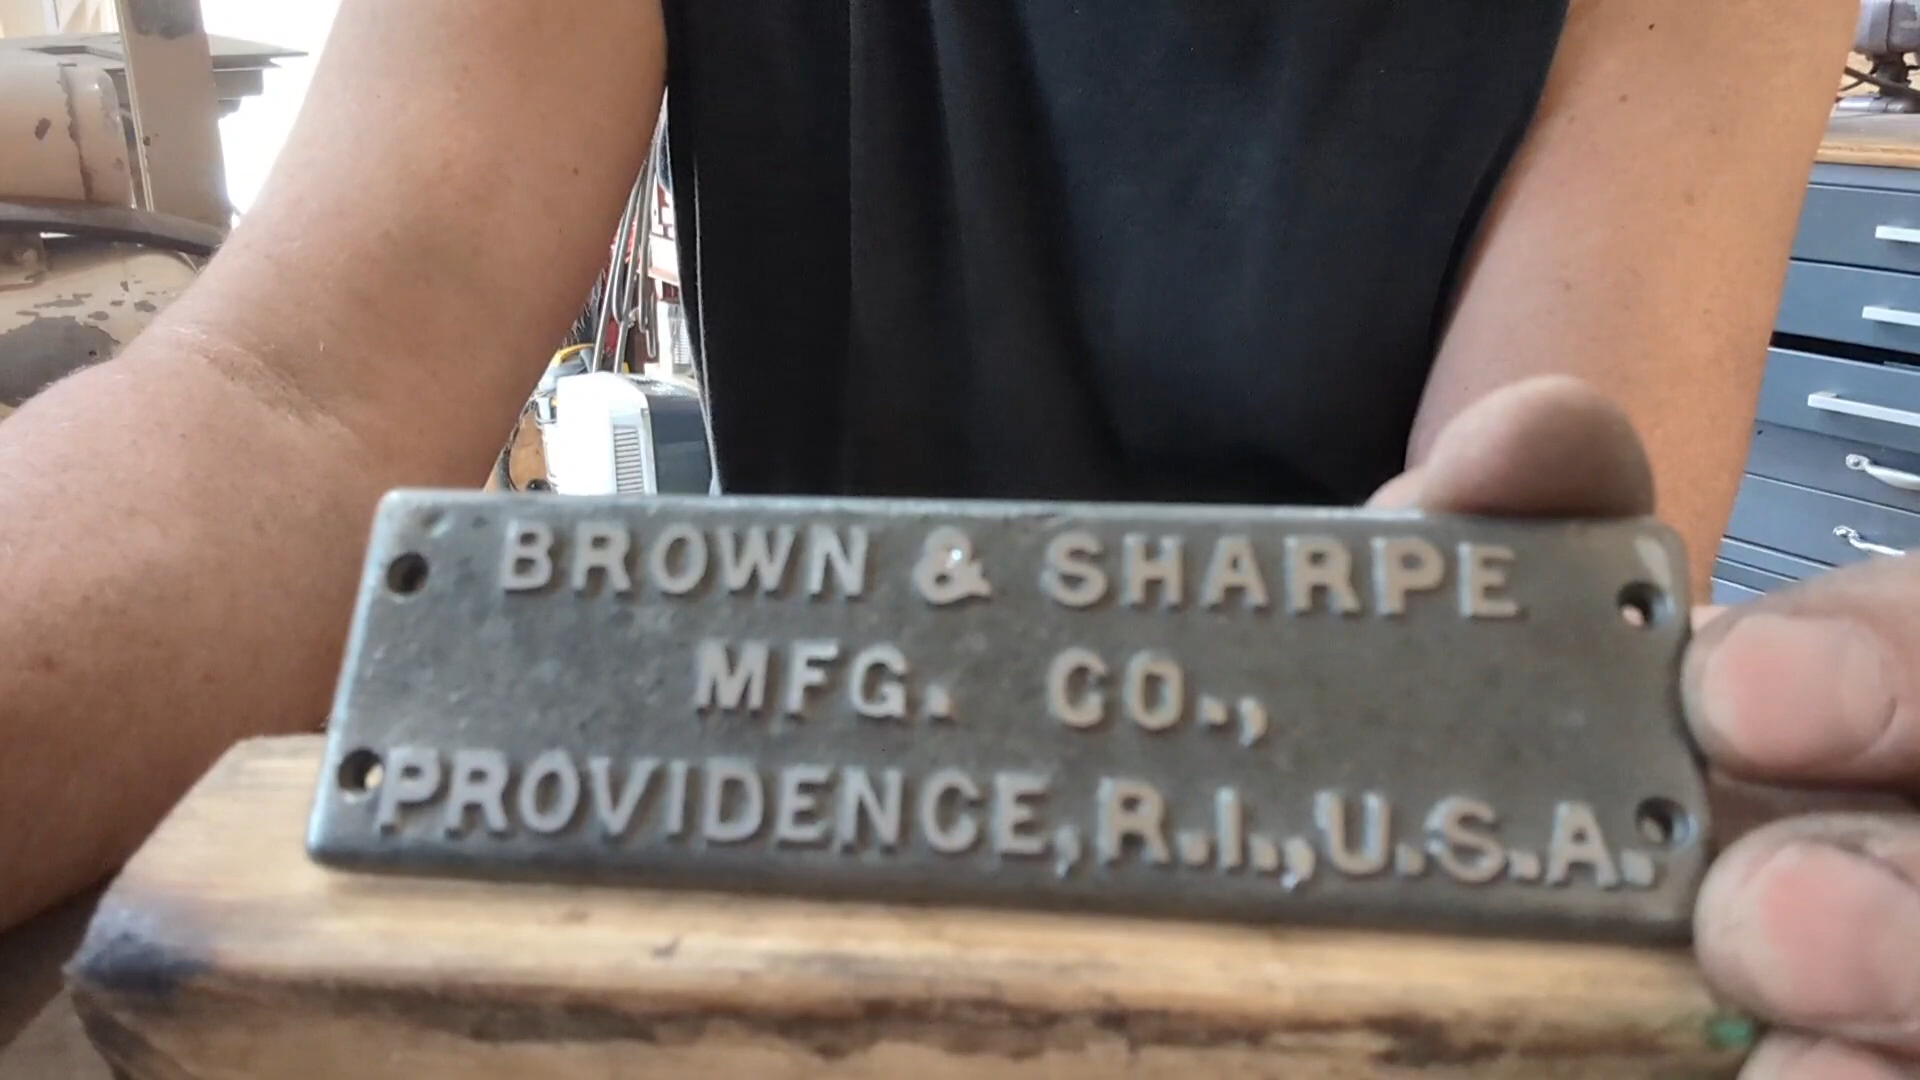 BROWN & SHARPE
MFG. CO.,
PROVIDENCE, R.I., U.S.A.